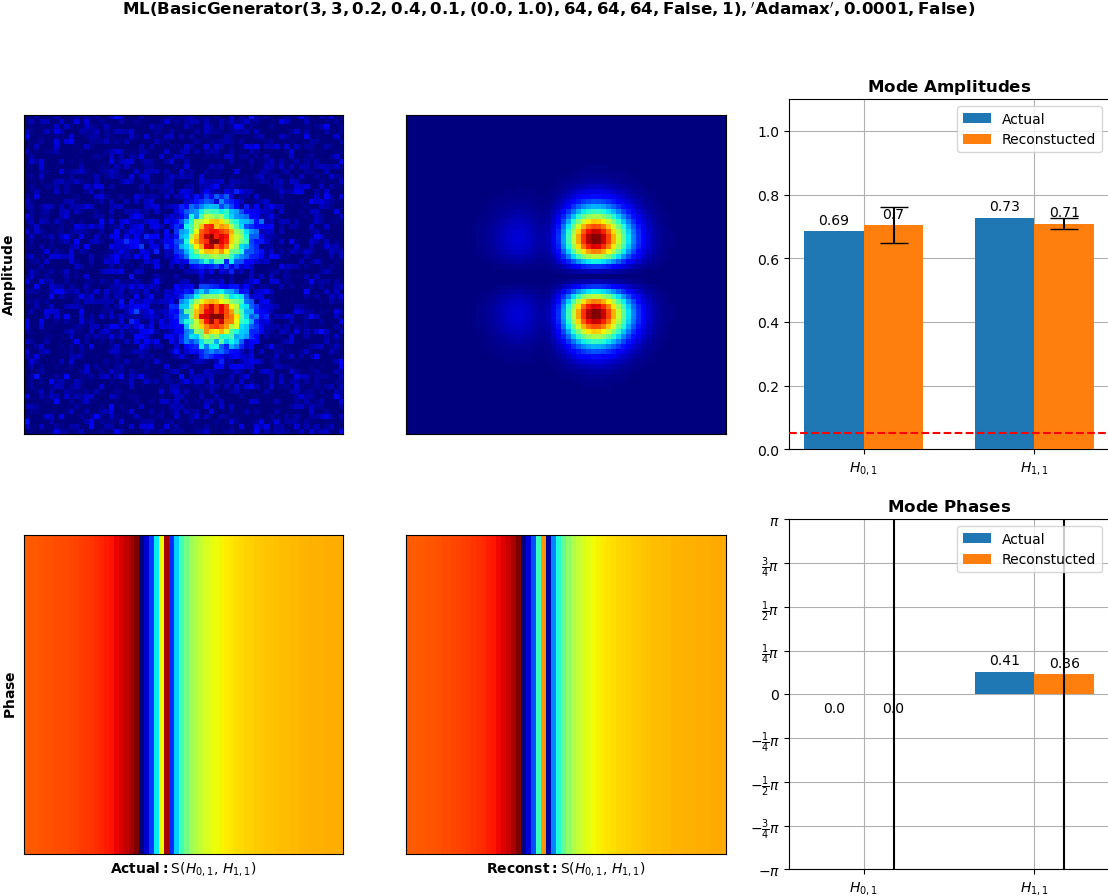 ML(BasicGenerator(3, 3, 0.2, 0.4, 0.1, (0.0, 1.0), 64, 64, 64, False, 1), 'Adamax', 0.0001, False)
Amplitude
Mode Amplitudes
Actual
Reconstucted
1.0
0.8
0.6
0.4
0.2
0.0
0.69
0.7
0.73
0.71
H0,1
H1,1
Phase
Actual: S(H0,1, H1,1)
Reconst: S(H0,1, H1,1)
Mode Phases
Actual
Reconstucted
π
3/4π
1/2π
1/4π
0
−1/4π
−1/2π
−3/4π
−π
0.0
0.0
0.41
0.36
H0,1
H1,1